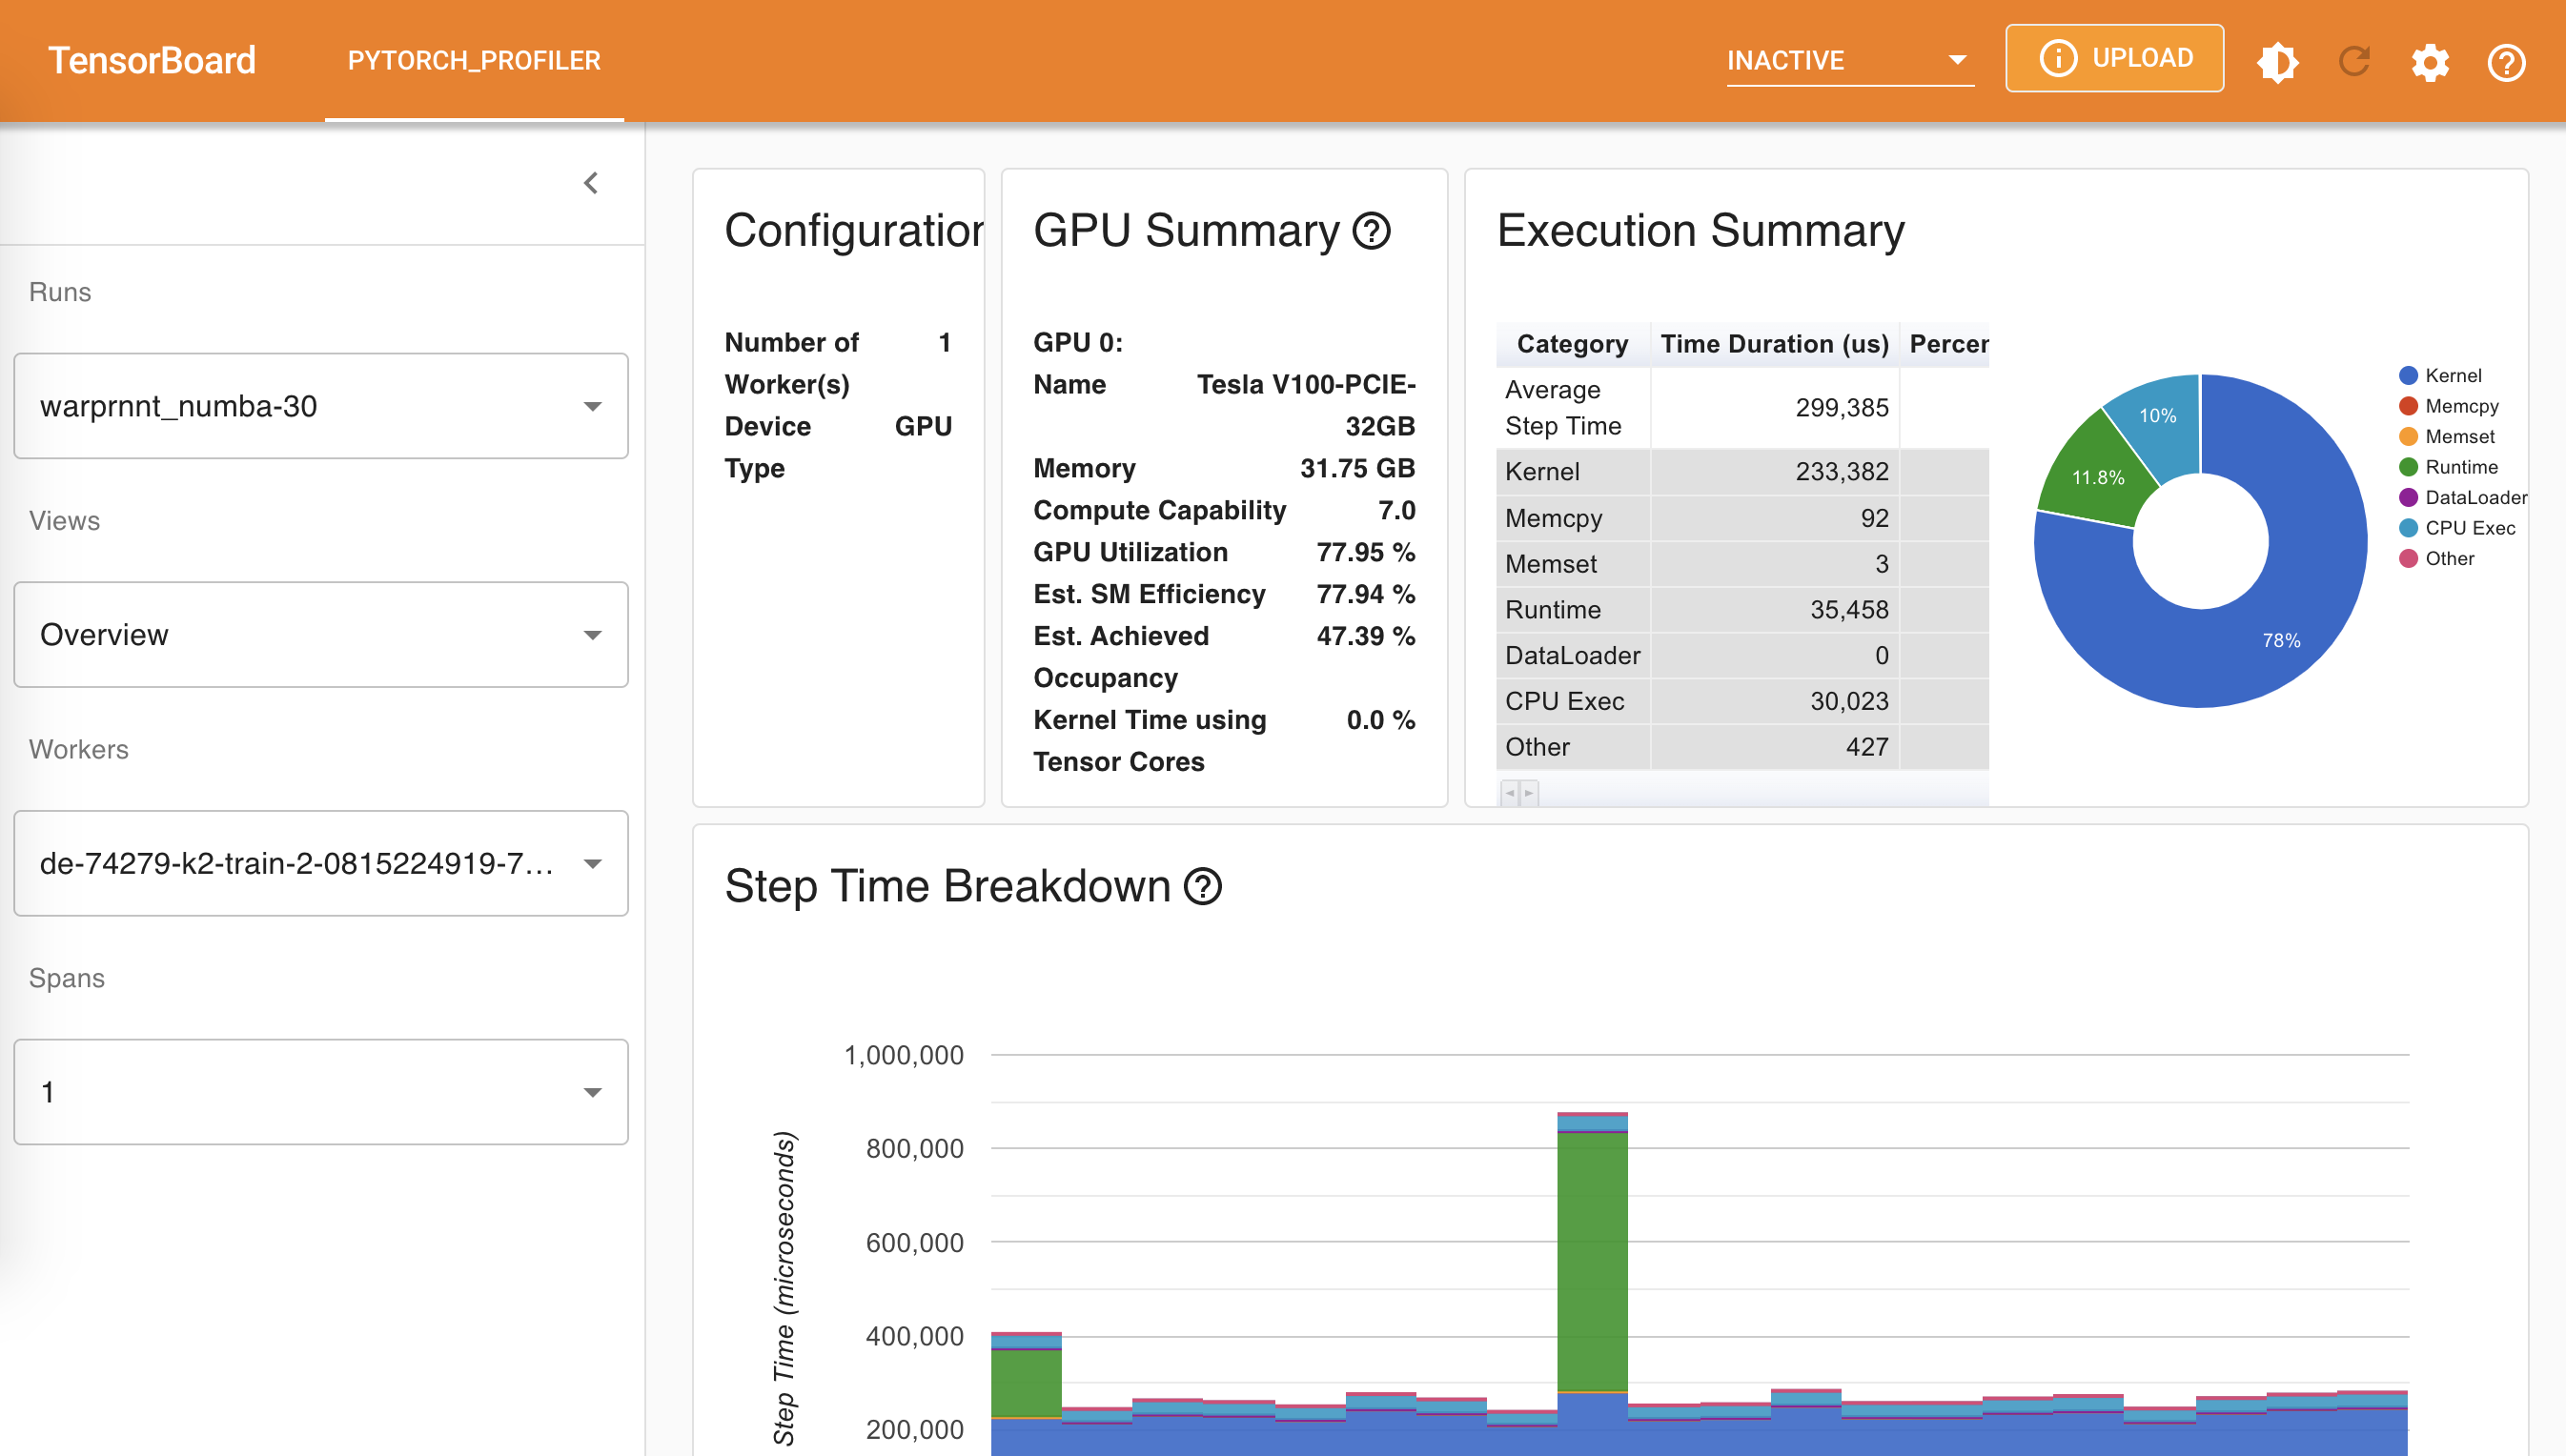 TensorBoard
PYTORCH_PROFILER
INACTIVE
UPLOAD
Runs
warprnnt_numba-30
Views
Overview
Workers
de-74279-k2-train-2-0815224919-7...
Spans
1
Configuration
Number of Worker(s) 1
Device Type GPU
GPU Summary
GPU 0:
Name Tesla V100-PCIE-32GB
Memory 31.75 GB
Compute Capability 7.0
GPU Utilization 77.95 %
Est. SM Efficiency 77.94 %
Est. Achieved Occupancy 47.39 %
Kernel Time using Tensor Cores 0.0 %
Execution Summary
Category Time Duration (us) Percen
Average Step Time 299,385
Kernel 233,382
Memcpy 92
Memset 3
Runtime 35,458
DataLoader 0
CPU Exec 30,023
Other 427
10%
11.8%
78%
Kernel
Memcpy
Memset
Runtime
DataLoader
CPU Exec
Other
Step Time Breakdown
Step Time (microseconds)
1,000,000
800,000
600,000
400,000
200,000